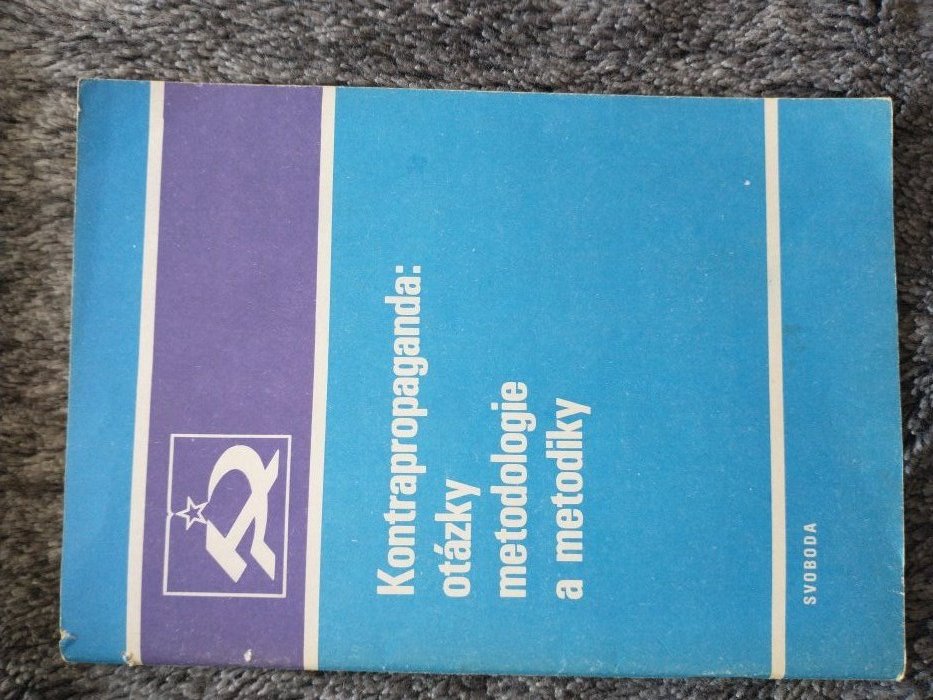 Kontrapropaganda:
otázky
metodologie
a metodiky
SVOBODA